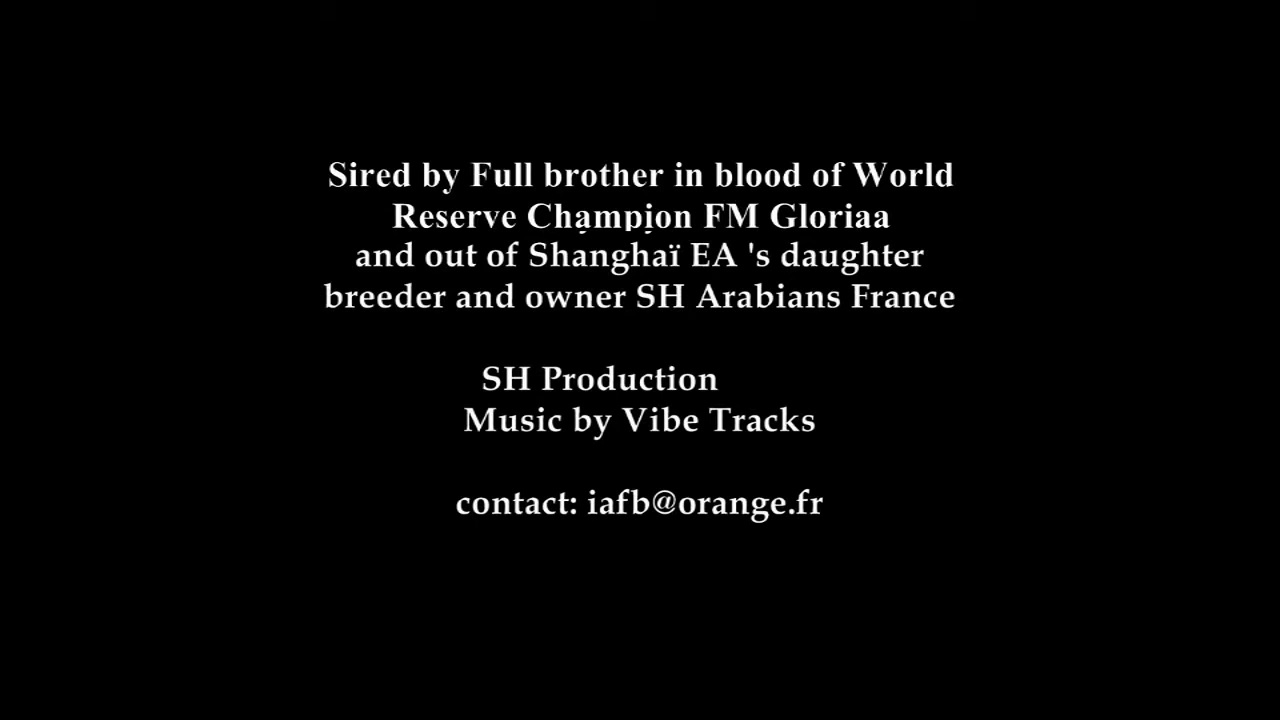 Sired by Full brother in blood of World
Reserve Champion FM Gloriaa
and out of Shanghaï EA 's daughter
breeder and owner SH Arabians France
SH Production
Music by Vibe Tracks
contact: iafb@orange.fr